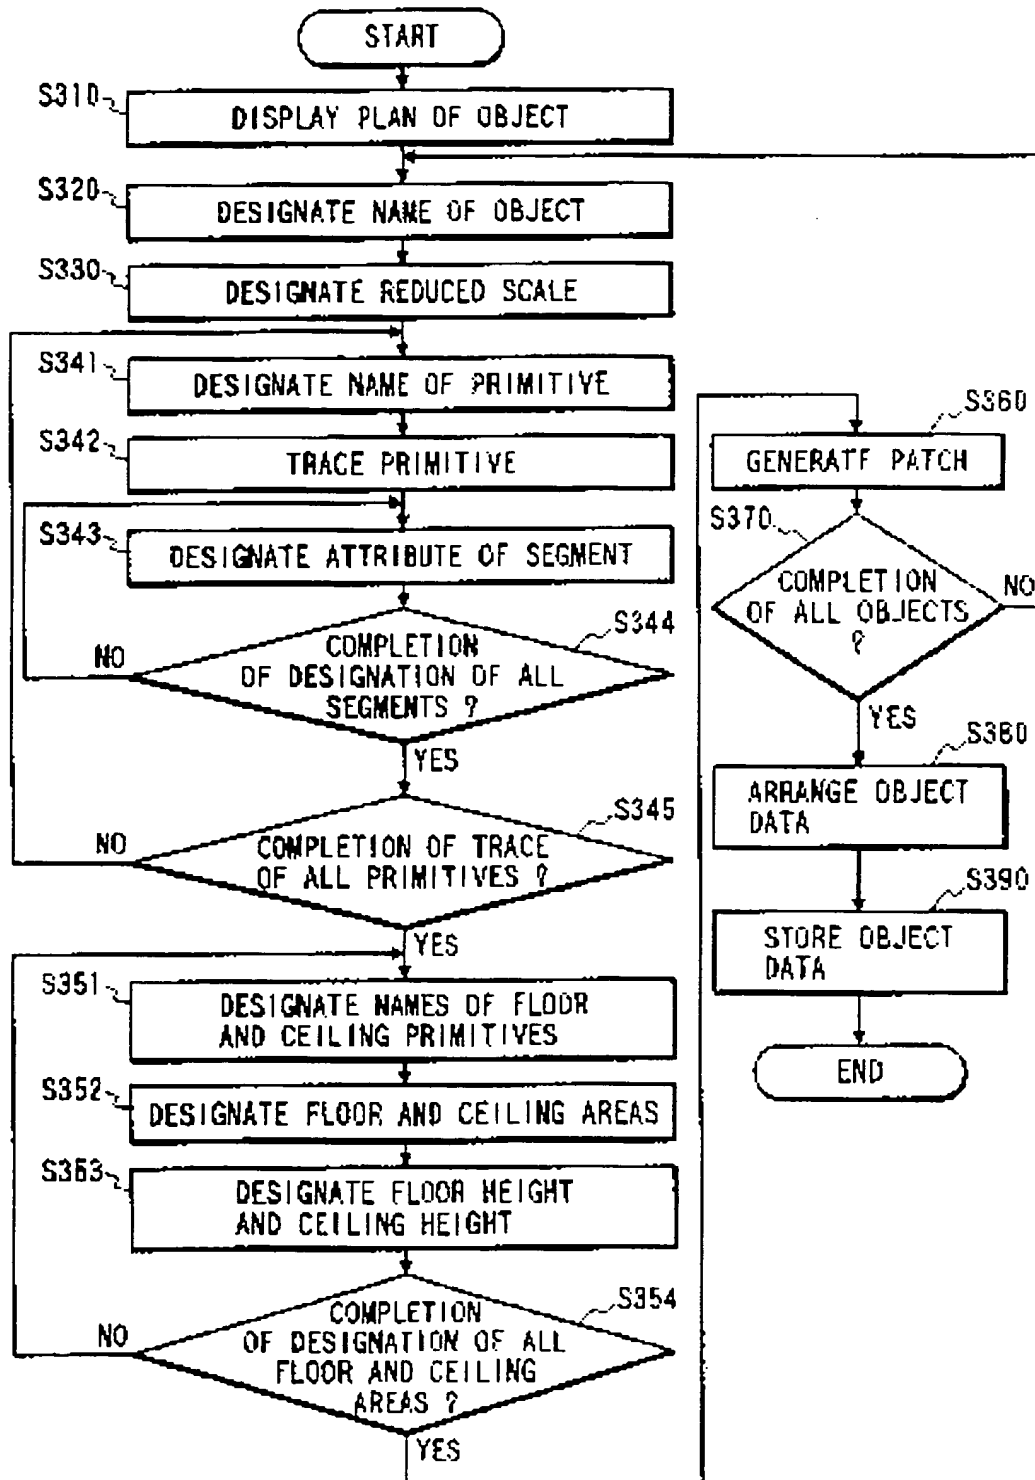 START
S310
DISPLAY PLAN OF OBJECT
S320
DESIGNATE NAME OF OBJECT
S330
DESIGNATE REDUCED SCALE
S341
DESIGNATE NAME OF PRIMITIVE
S342
TRACE PRIMITIVE
S343
DESIGNATE ATTRIBUTE OF SEGMENT
S344
COMPLETION
OF DESIGNATION OF ALL
SEGMENTS ?
NO
YES
S345
COMPLETION OF TRACE
OF ALL PRIMITIVES ?
NO
YES
S351
DESIGNATE NAMES OF FLOOR
AND CEILING PRIMITIVES
S352
DESIGNATE FLOOR AND CEILING AREAS
S353
DESIGNATE FLOOR HEIGHT
AND CEILING HEIGHT
S354
COMPLETION
OF DESIGNATION OF ALL
FLOOR AND CEILING
AREAS ?
NO
YES
S360
GENERATE PATCH
S370
COMPLETION
OF ALL OBJECTS
?
NO
YES
S380
ARRANGE OBJECT
DATA
S390
STORE OBJECT
DATA
END